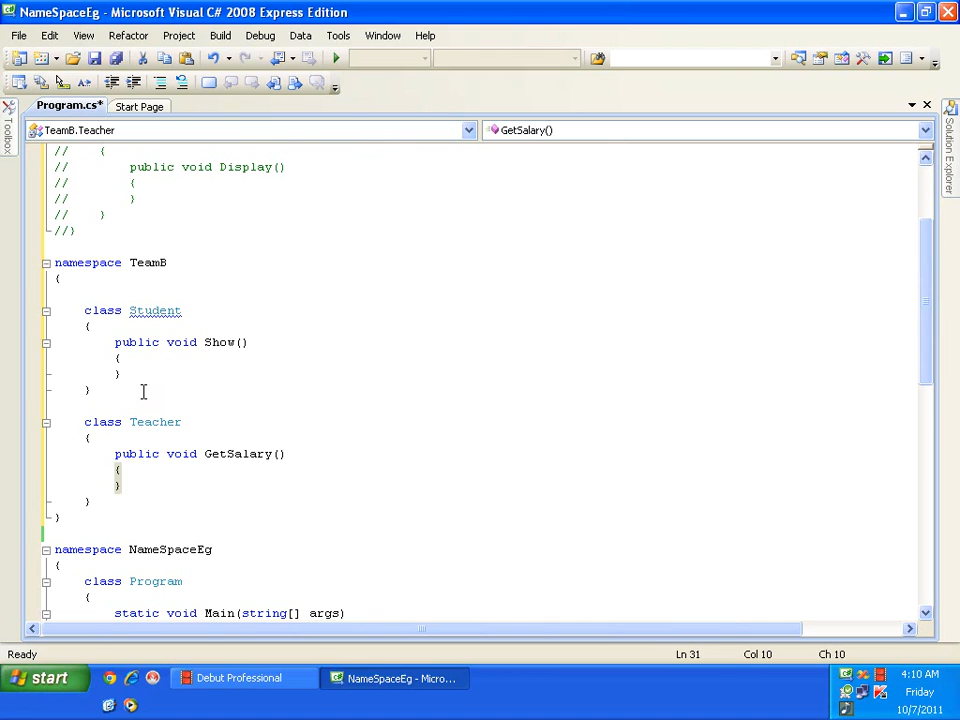 NameSpaceEg - Microsoft Visual C# 2008 Express Edition
File Edit View Refactor Project Build Debug Data Tools Window Help
Program.cs* Start Page
Toolbox
Solution Explorer
TeamB.Teacher GetSalary()
// {
// public void Display()
// {
// }
// }
//}
namespace TeamB
{
class Student
{
public void Show()
{
}
}
class Teacher
{
public void GetSalary()
{
}
}
}
namespace NameSpaceEg
{
class Program
{
static void Main(string[] args)
Ready Ln 31 Col 10 Ch 10
start Debut Professional NameSpaceEg - Micro... 4:10 AM
Friday
10/7/2011